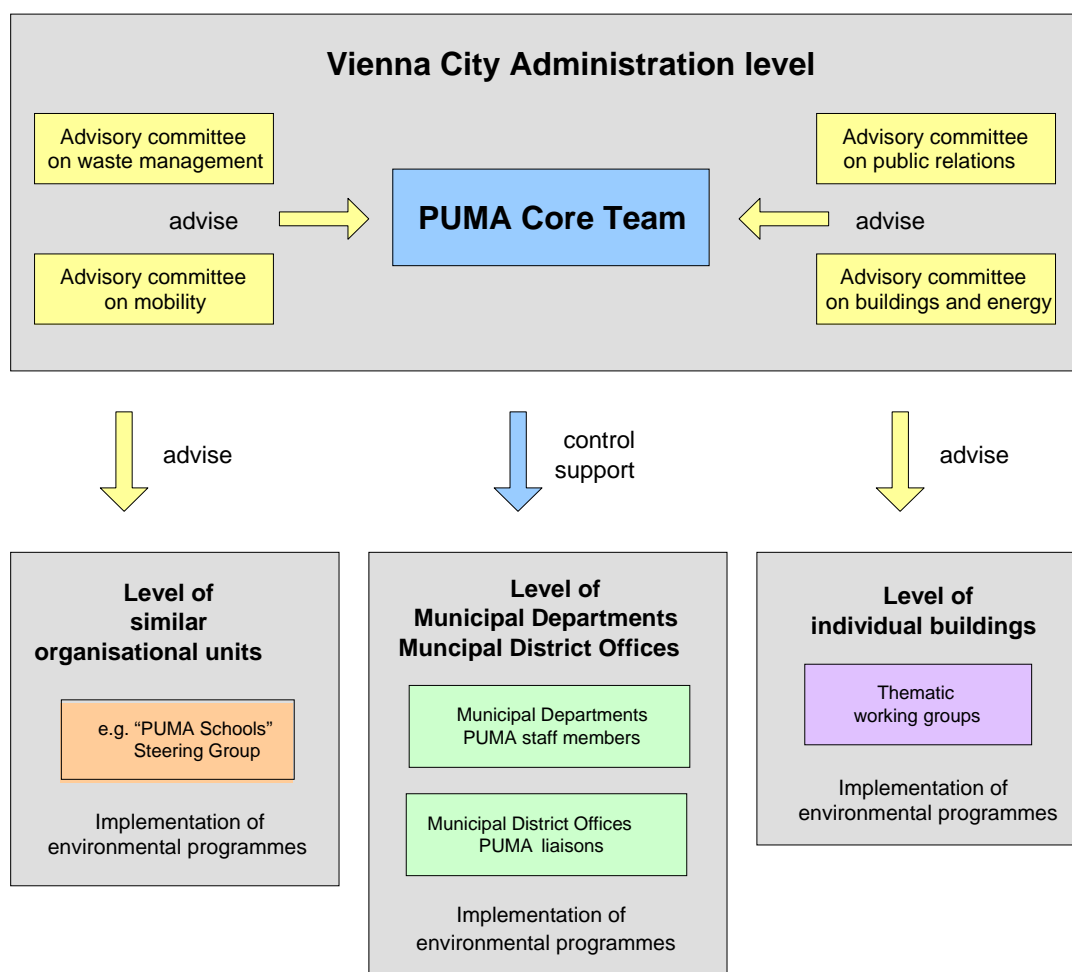 Vienna City Administration level
Advisory committee
on waste management
advise
Advisory committee
on mobility
PUMA Core Team
Advisory committee
on public relations
advise
Advisory committee
on buildings and energy
advise
control
support
advise
Level of
similar
organisational units
e.g. “PUMA Schools”
Steering Group
Implementation of
environmental programmes
Level of
Municipal Departments
Muncipal District Offices
Municipal Departments
PUMA staff members
Municipal District Offices
PUMA liaisons
Implementation of
environmental programmes
Level of
individual buildings
Thematic
working groups
Implementation of
environmental programmes